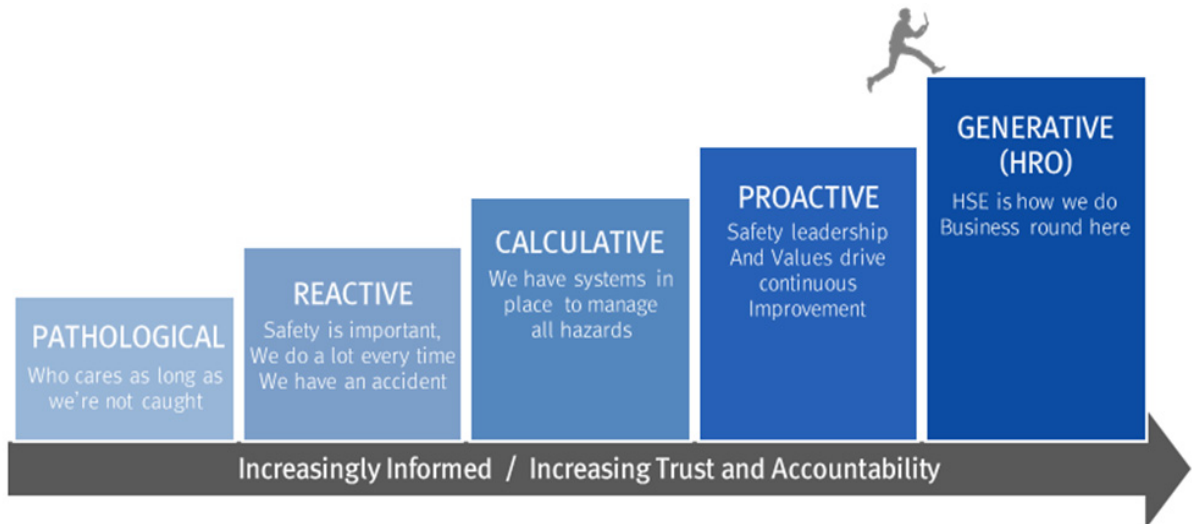 PATHOLOGICAL
Who cares as long as
we're not caught
REACTIVE
Safety is important,
We do a lot every time
We have an accident
CALCULATIVE
We have systems in
place to manage
all hazards
PROACTIVE
Safety leadership
And Values drive
continuous
Improvement
GENERATIVE
(HRO)
HSE is how we do
Business round here
Increasingly Informed / Increasing Trust and Accountability